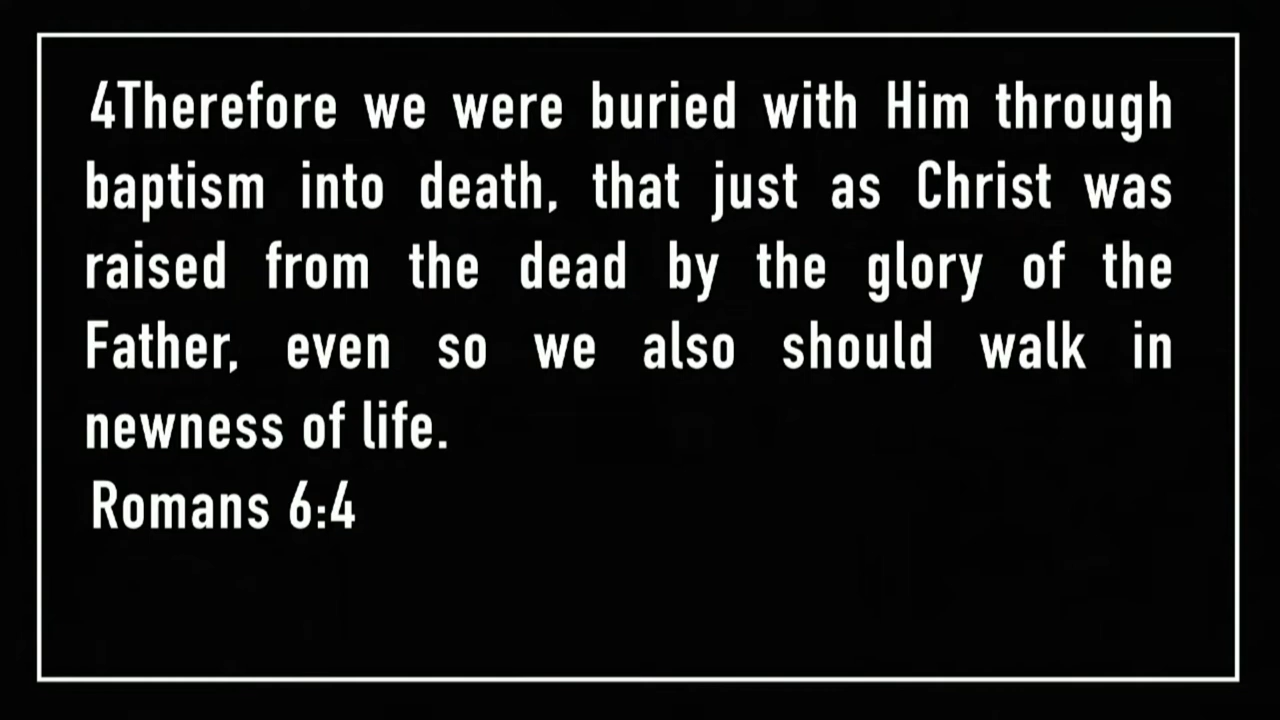 4Therefore we were buried with Him through
baptism into death, that just as Christ was
raised from the dead by the glory of the
Father, even so we also should walk in
newness of life.
Romans 6:4